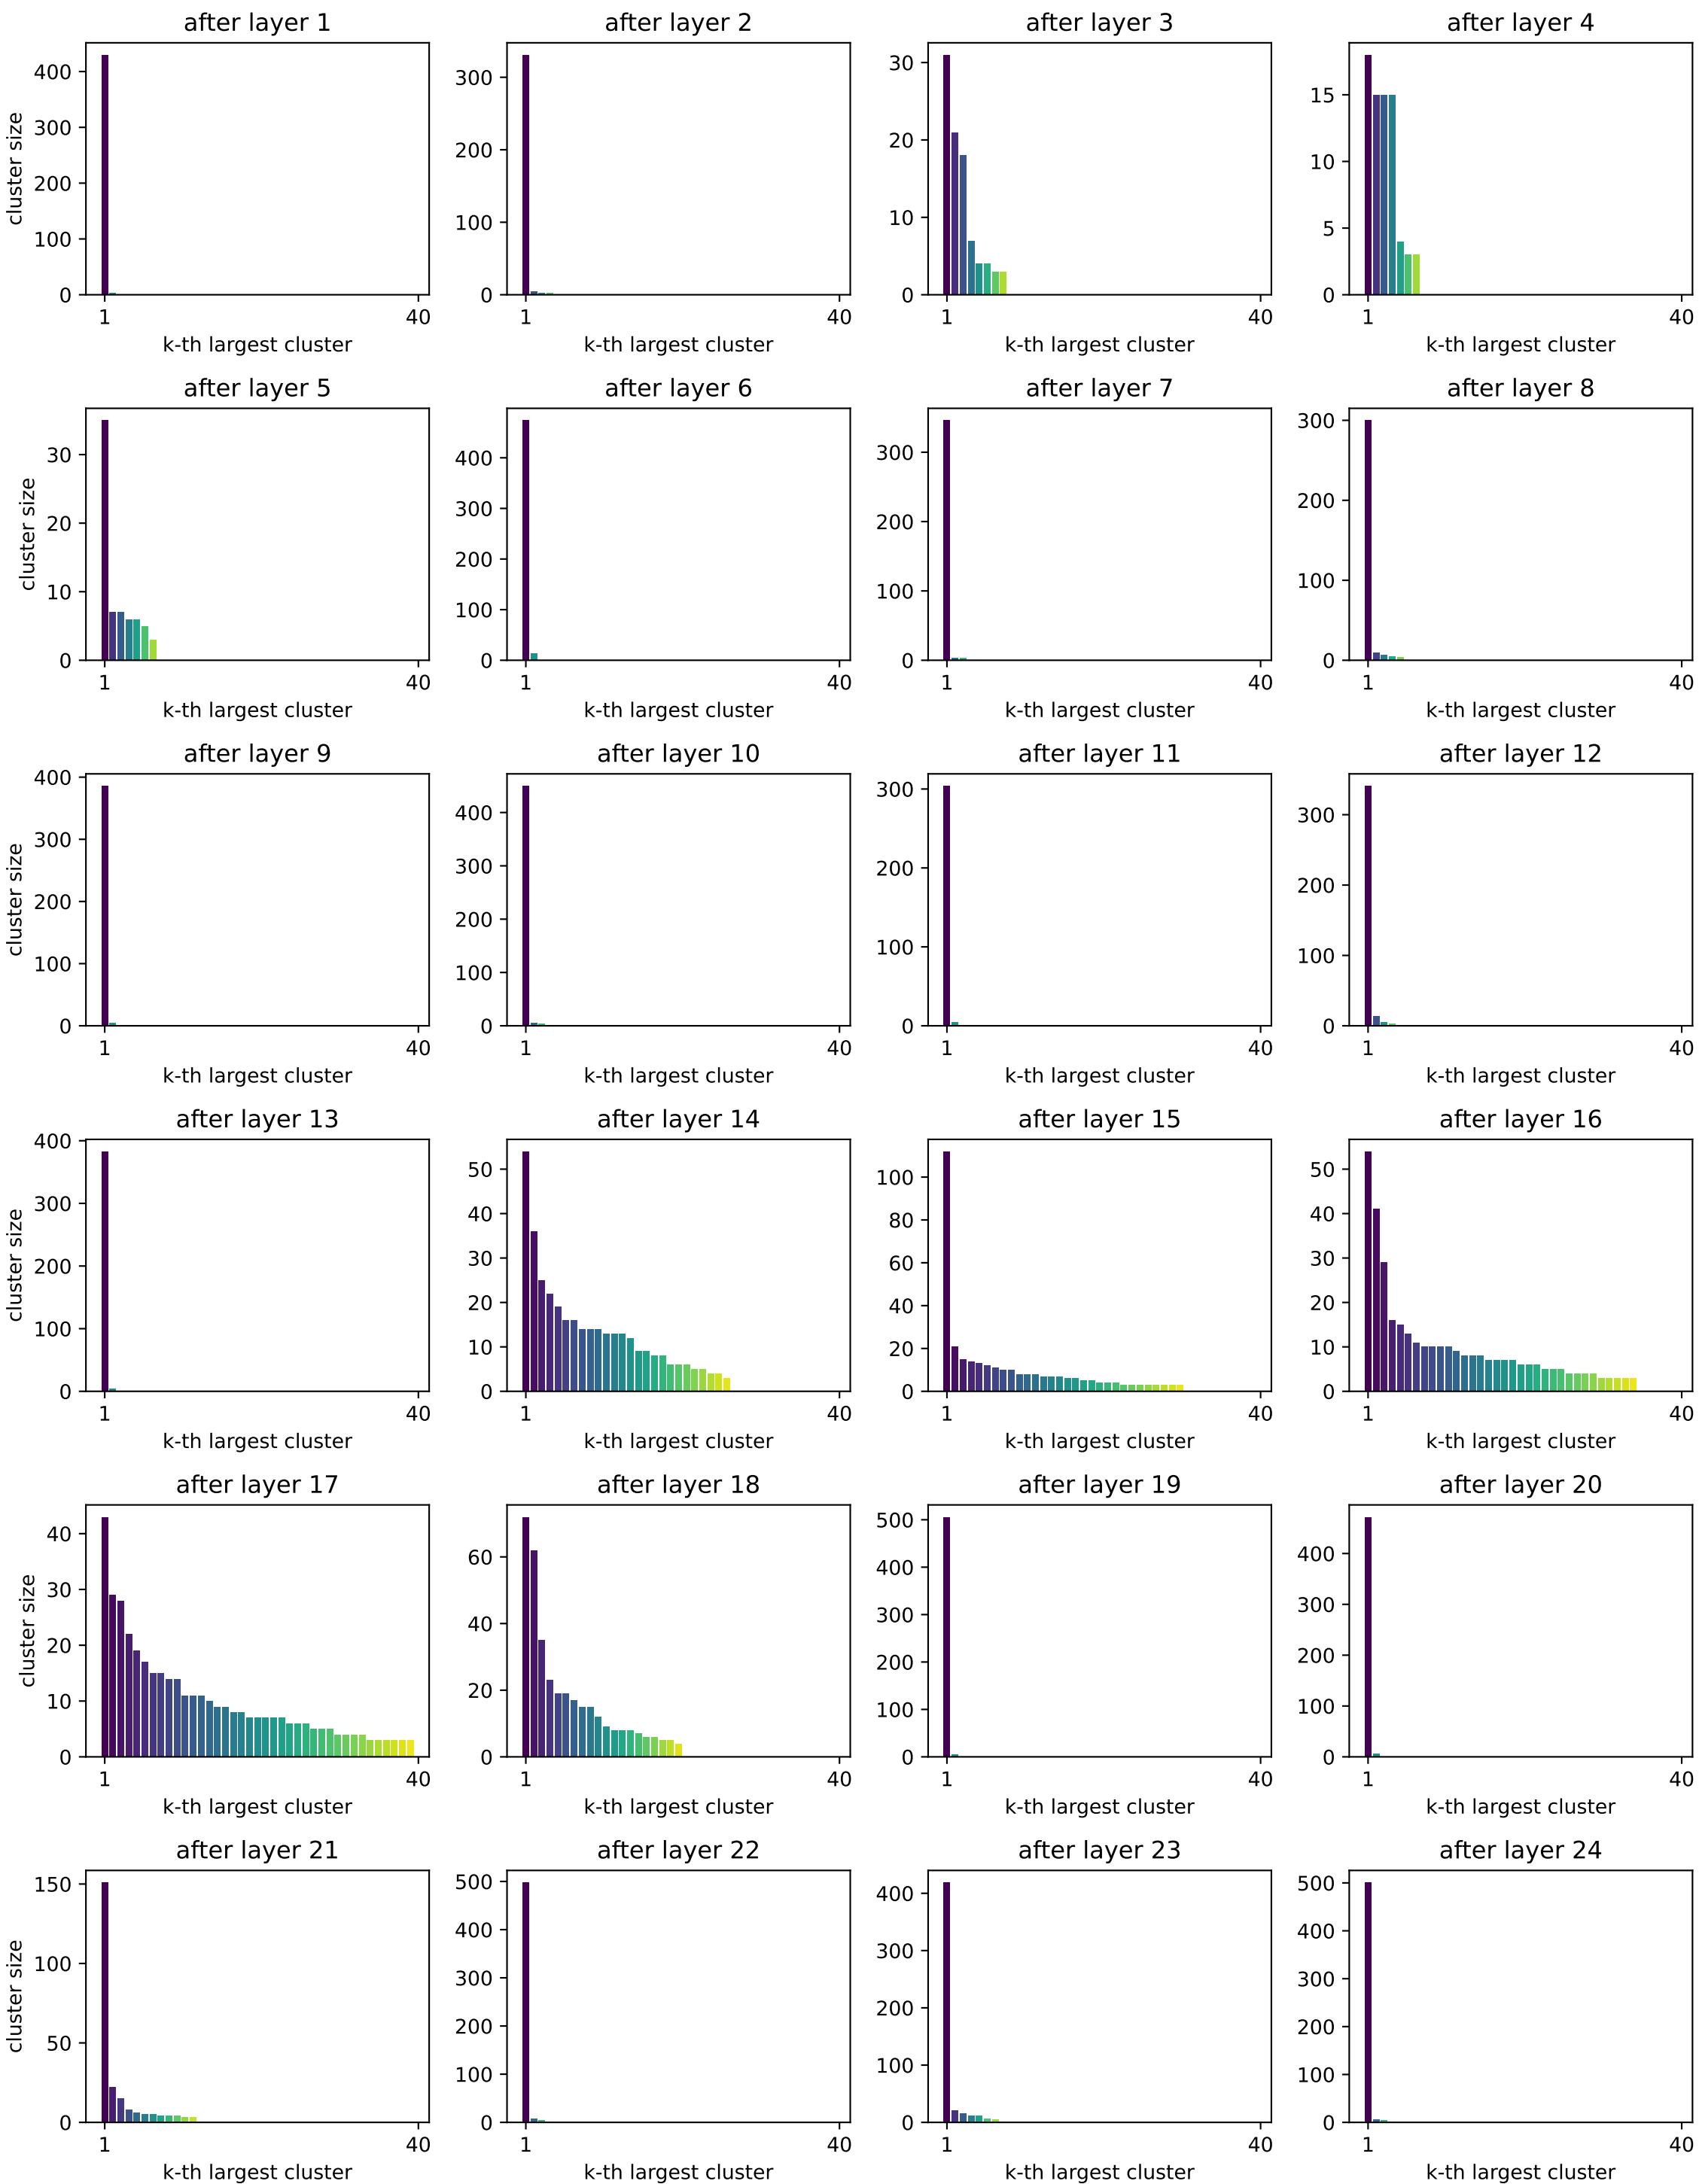 after layer 1
400
300
200
100
0
cluster size
1 40
k-th largest cluster
after layer 2
300
200
100
0
1 40
k-th largest cluster
after layer 3
30
20
10
0
1 40
k-th largest cluster
after layer 4
15
10
5
0
1 40
k-th largest cluster
after layer 5
30
20
10
0
cluster size
1 40
k-th largest cluster
after layer 6
400
300
200
100
0
1 40
k-th largest cluster
after layer 7
300
200
100
0
1 40
k-th largest cluster
after layer 8
300
200
100
0
1 40
k-th largest cluster
after layer 9
400
300
200
100
0
cluster size
1 40
k-th largest cluster
after layer 10
400
300
200
100
0
1 40
k-th largest cluster
after layer 11
300
200
100
0
1 40
k-th largest cluster
after layer 12
300
200
100
0
1 40
k-th largest cluster
after layer 13
400
300
200
100
0
cluster size
1 40
k-th largest cluster
after layer 14
50
40
30
20
10
0
1 40
k-th largest cluster
after layer 15
100
80
60
40
20
0
1 40
k-th largest cluster
after layer 16
50
40
30
20
10
0
1 40
k-th largest cluster
after layer 17
40
30
20
10
0
cluster size
1 40
k-th largest cluster
after layer 18
60
40
20
0
1 40
k-th largest cluster
after layer 19
500
400
300
200
100
0
1 40
k-th largest cluster
after layer 20
400
300
200
100
0
1 40
k-th largest cluster
after layer 21
150
100
50
0
cluster size
1 40
k-th largest cluster
after layer 22
500
400
300
200
100
0
1 40
k-th largest cluster
after layer 23
400
300
200
100
0
1 40
k-th largest cluster
after layer 24
500
400
300
200
100
0
1 40
k-th largest cluster